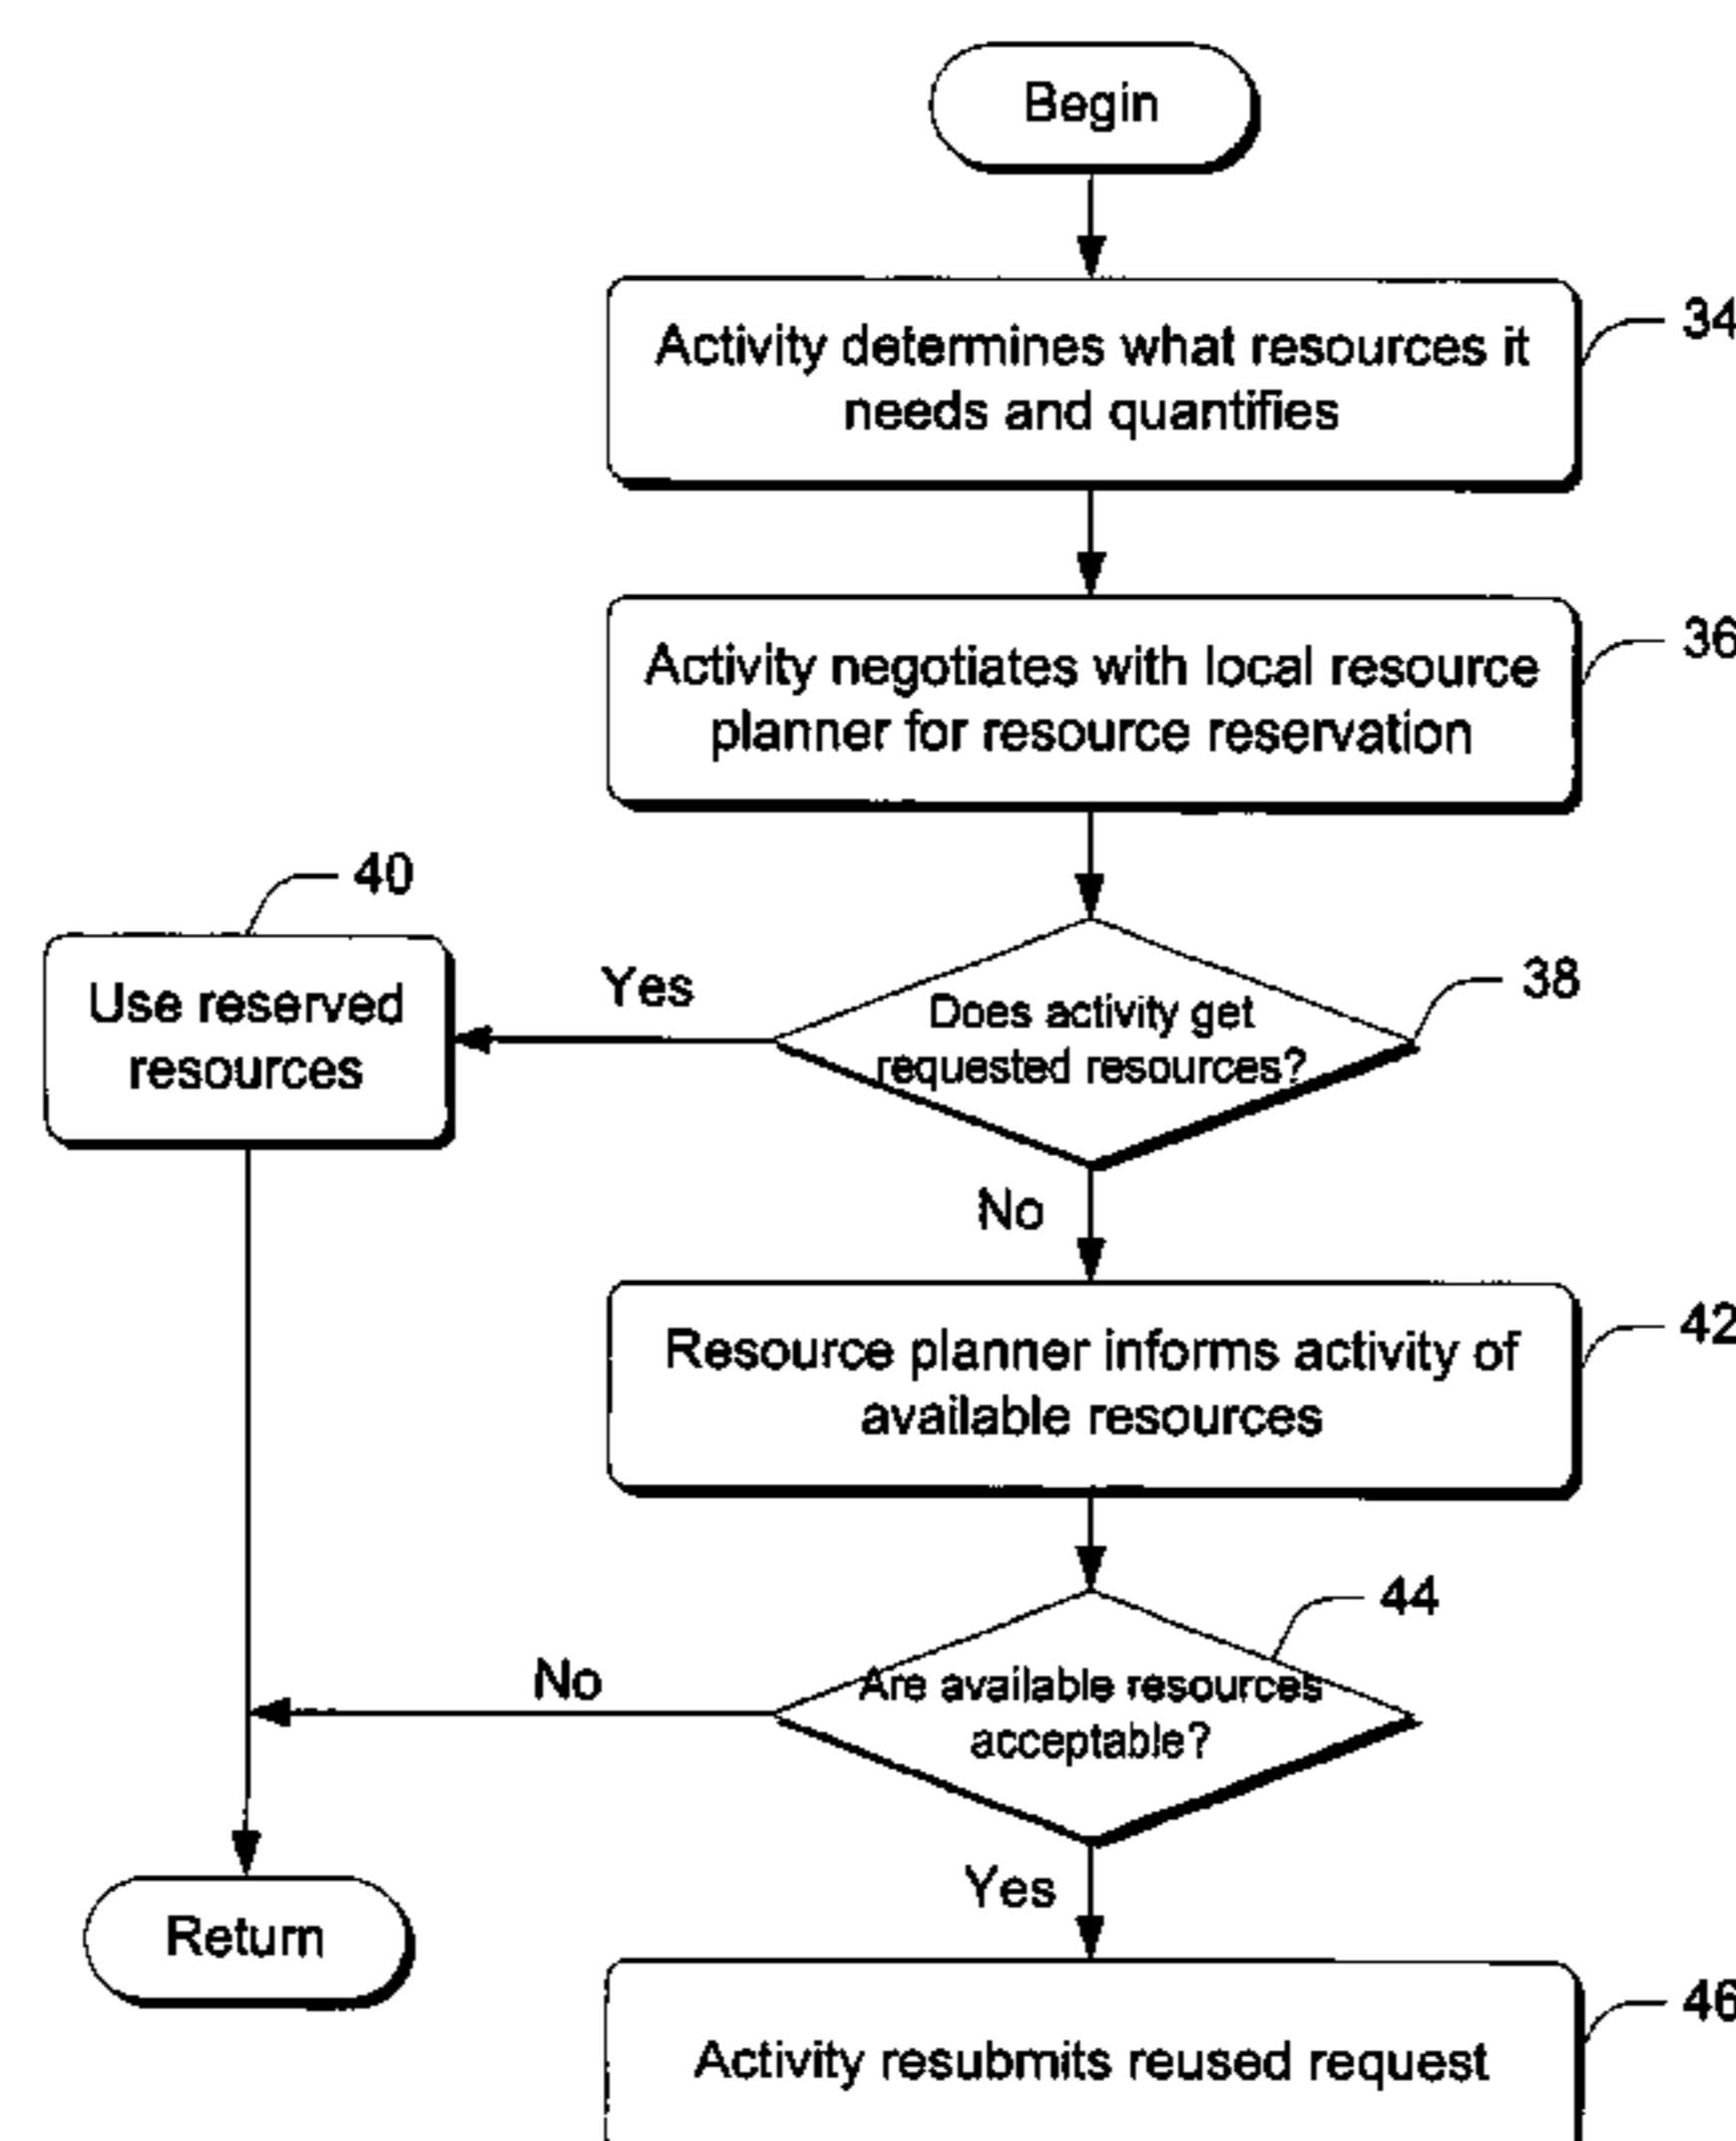 Begin
Activity determines what resources it
needs and quantifies
34
Activity negotiates with local resource
planner for resource reservation
36
40
Use reserved
resources
Yes
Does activity get
requested resources?
38
No
Resource planner informs activity of
available resources
42
44
No
Are available resources
acceptable?
Yes
Return
Activity resubmits reused request
46